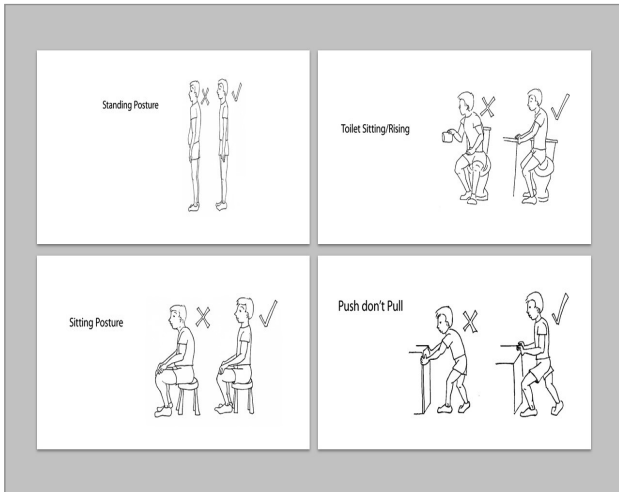 Standing Posture
Toilet Sitting/Rising
Sitting Posture
Push don't Pull